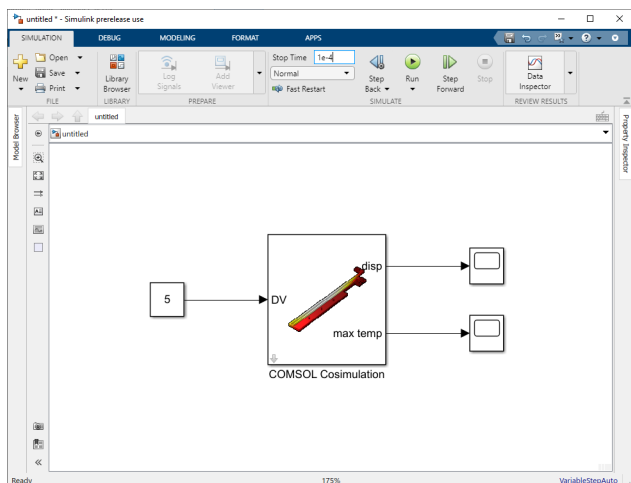 untitled * - Simulink prerelease use
SIMULATION DEBUG MODELING FORMAT APPS
New
Open
Save
Print
FILE
Library
Browser
LIBRARY
Log
Signals
Add
Viewer
PREPARE
Stop Time 1e-4
Normal
Fast Restart
Step
Back
Run
Step
Forward
Stop
SIMULATE
Data
Inspector
REVIEW RESULTS
Model Browser
untitled
untitled
Property Inspector
5
DV
disp
max temp
COMSOL Cosimulation
Ready 175% VariableStepAuto